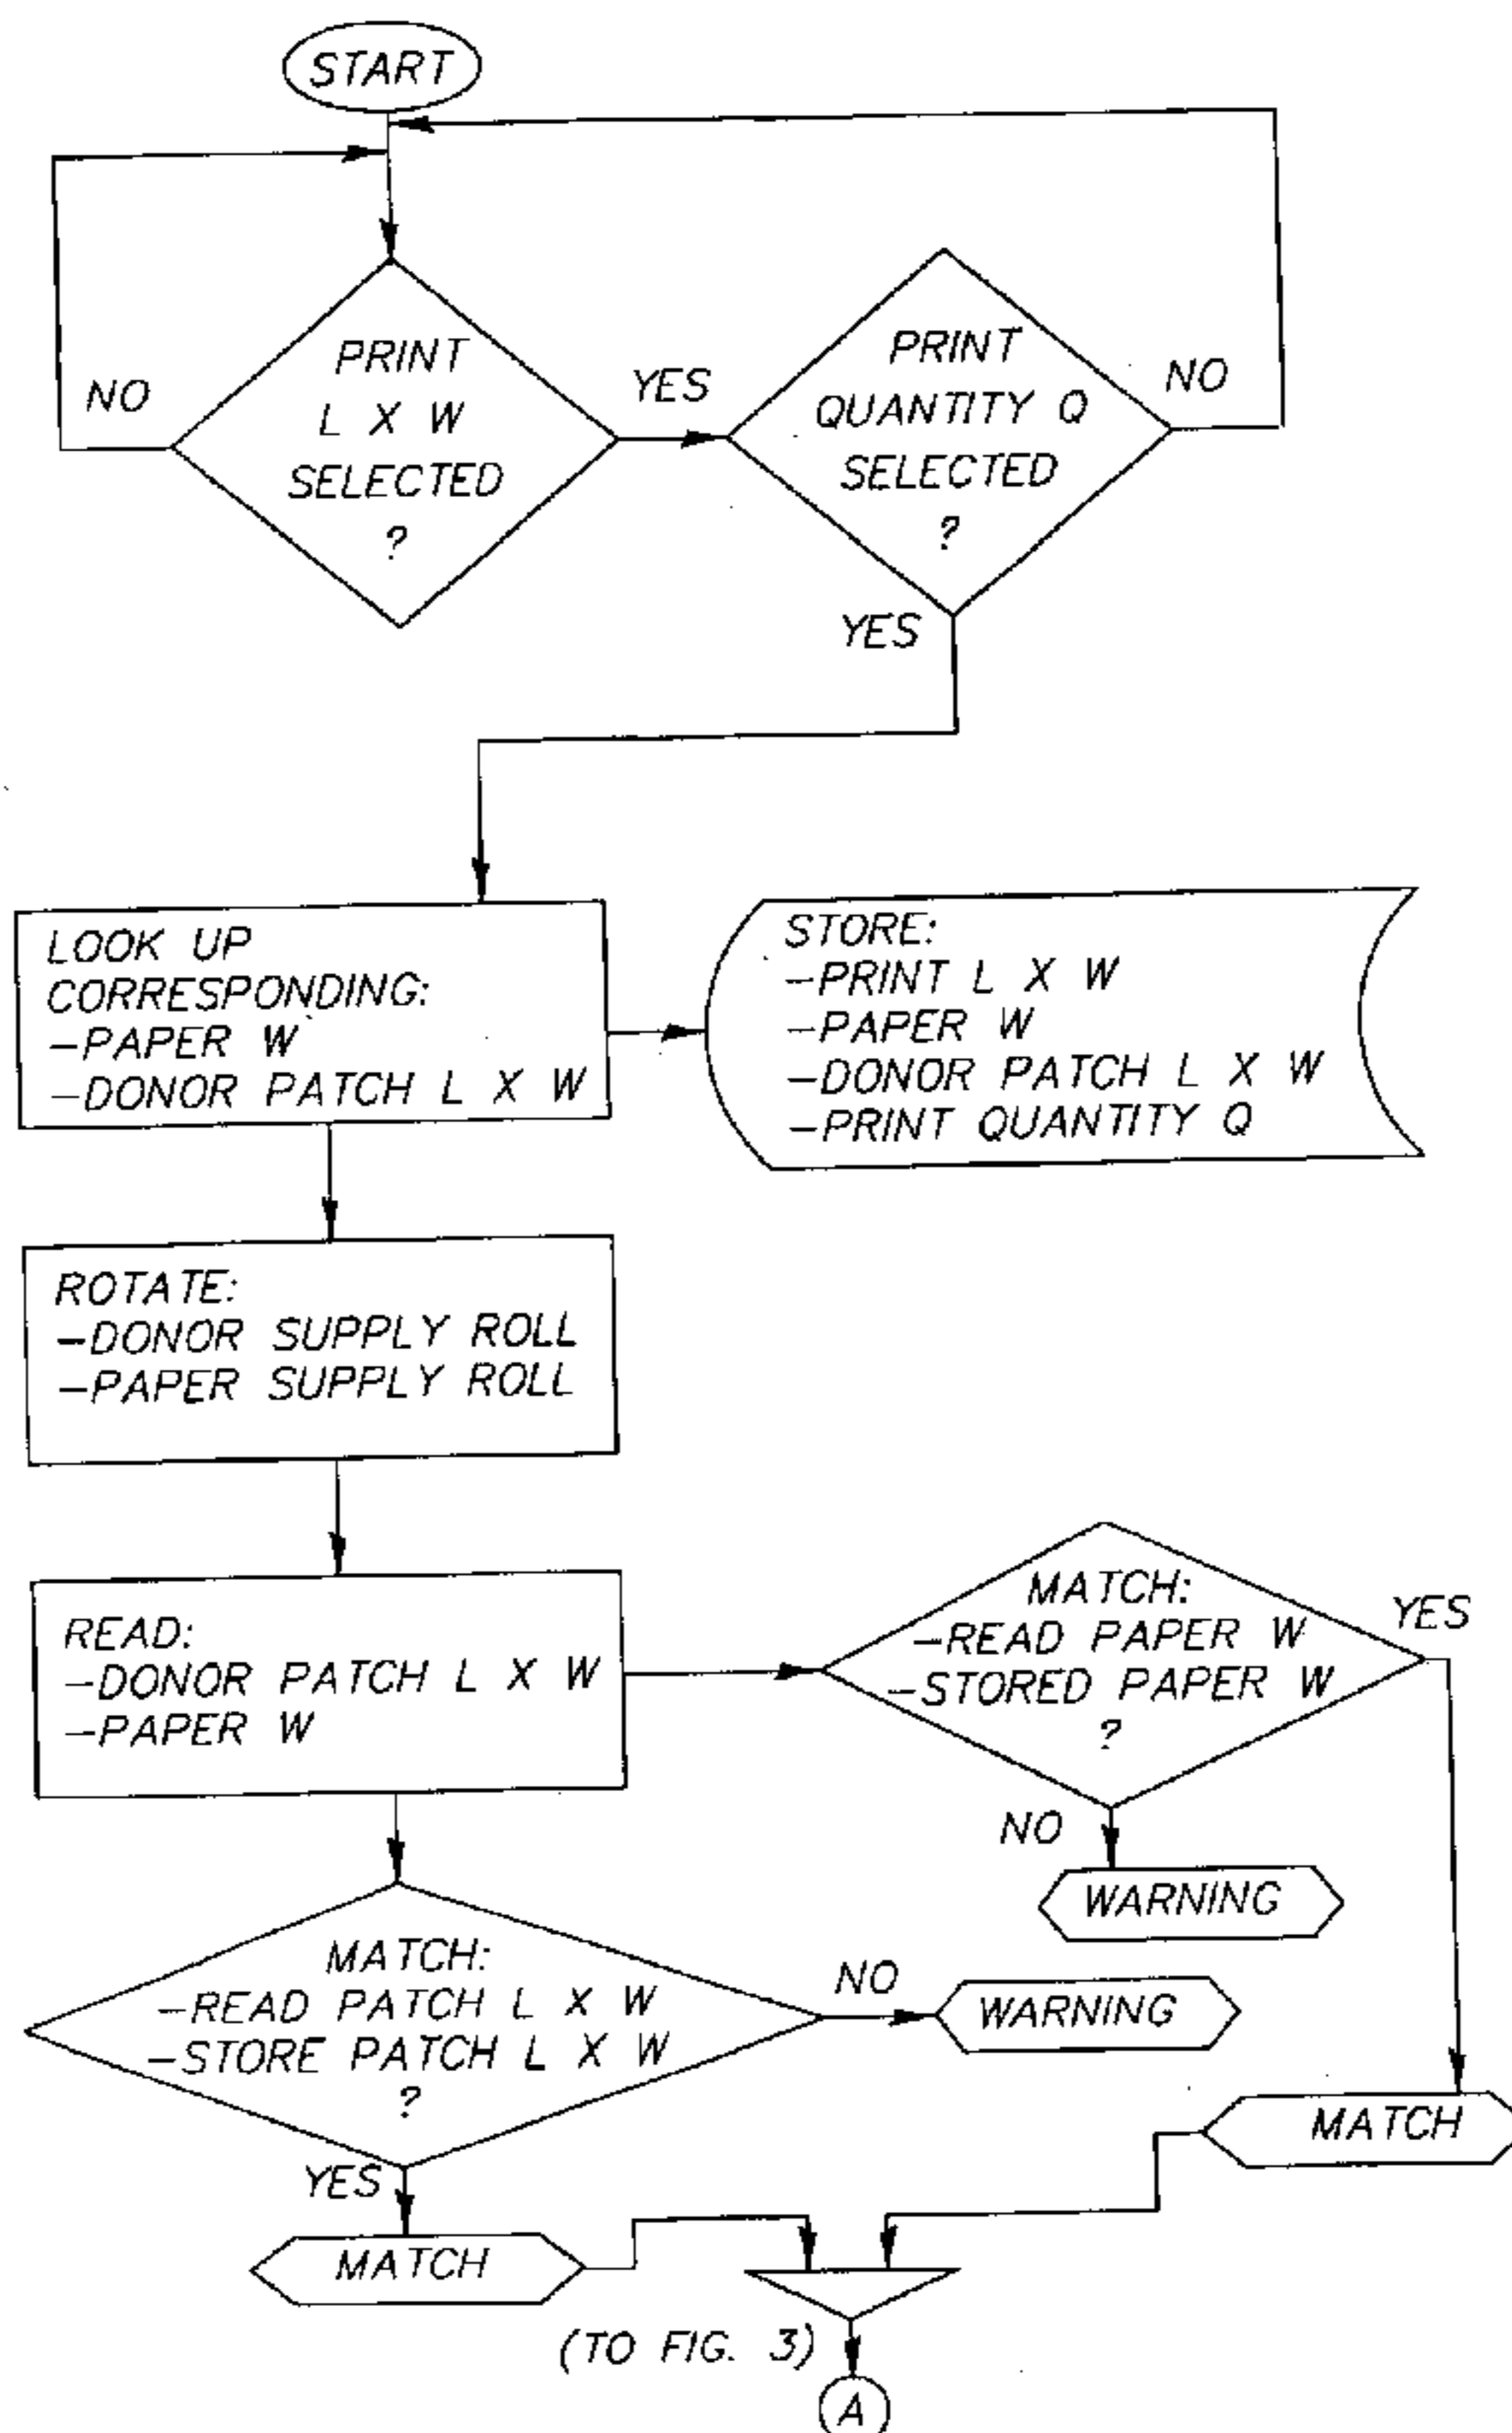 START
PRINT
L X W
SELECTED
?
NO
YES
PRINT
QUANTITY Q
SELECTED
?
NO
YES
LOOK UP
CORRESPONDING:
-PAPER W
-DONOR PATCH L X W
STORE:
-PRINT L X W
-PAPER W
-DONOR PATCH L X W
-PRINT QUANTITY Q
ROTATE:
-DONOR SUPPLY ROLL
-PAPER SUPPLY ROLL
READ:
-DONOR PATCH L X W
-PAPER W
MATCH:
-READ PAPER W
-STORED PAPER W
?
YES
NO
WARNING
MATCH:
-READ PATCH L X W
-STORE PATCH L X W
?
NO
WARNING
MATCH
YES
MATCH
(TO FIG. 3)
A